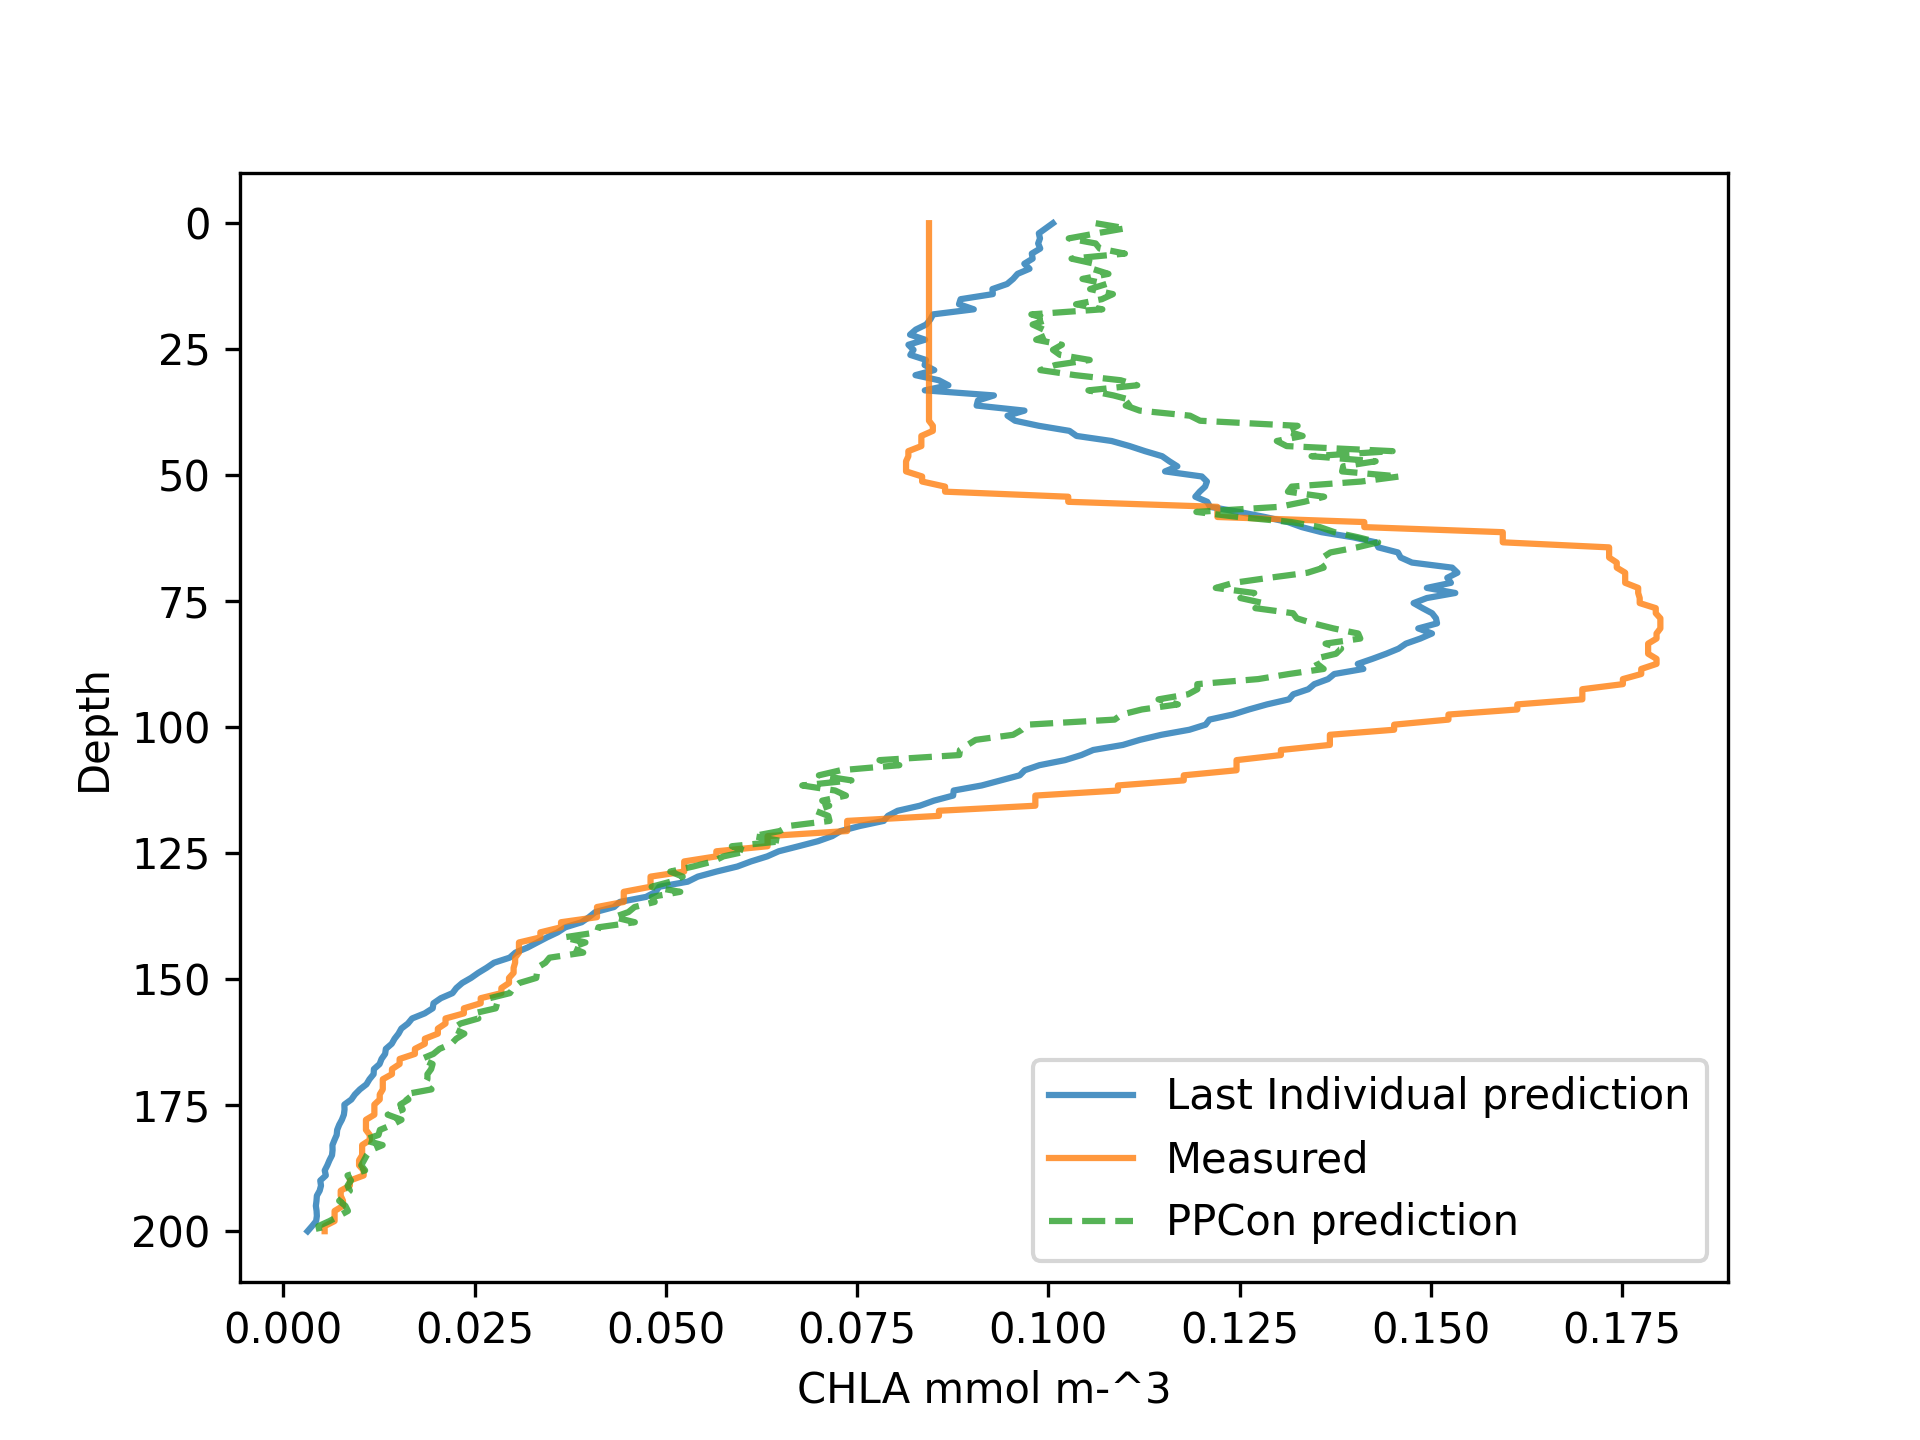 0
25
50
75
100
125
150
175
200
Depth
0.000 0.025 0.050 0.075 0.100 0.125 0.150 0.175
CHLA mmol m-^3
Last Individual prediction
Measured
PPCon prediction